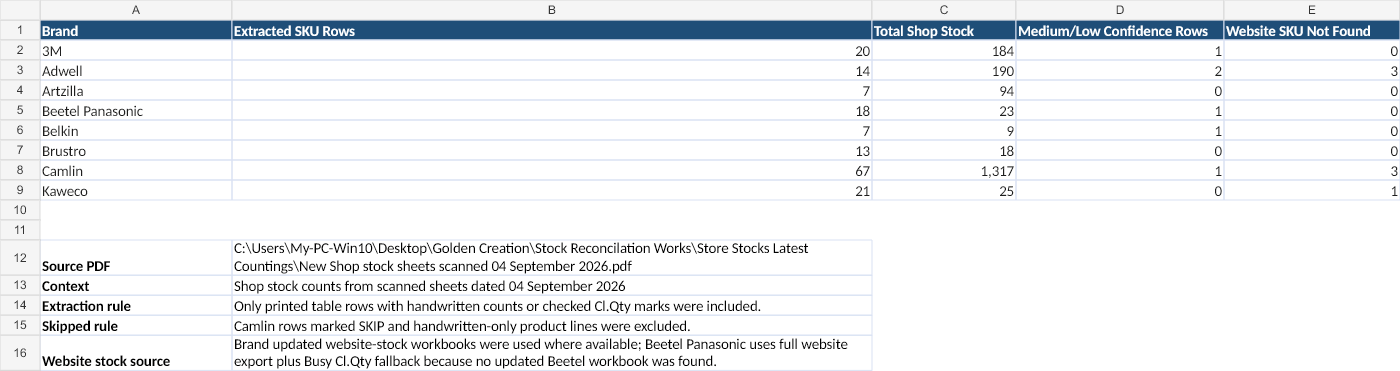 A B C D E
1 Brand Extracted SKU Rows Total Shop Stock Medium/Low Confidence Rows Website SKU Not Found
2 3M 20 184 1 0
3 Adwell 14 190 2 3
4 Artzilla 7 94 0 0
5 Beetel Panasonic 18 23 1 0
6 Belkin 7 9 1 0
7 Brustro 13 18 0 0
8 Camlin 67 1,317 1 3
9 Kaweco 21 25 0 1
10
11
C:\Users\My-PC-Win10\Desktop\Golden Creation\Stock Reconcilation Works\Store Stocks Latest
12 Source PDF Countings\New Shop stock sheets scanned 04 September 2026.pdf
13 Context Shop stock counts from scanned sheets dated 04 September 2026
14 Extraction rule Only printed table rows with handwritten counts or checked Cl.Qty marks were included.
15 Skipped rule Camlin rows marked SKIP and handwritten-only product lines were excluded.
Brand updated website-stock workbooks were used where available; Beetel Panasonic uses full website
16 Website stock source export plus Busy Cl.Qty fallback because no updated Beetel workbook was found.